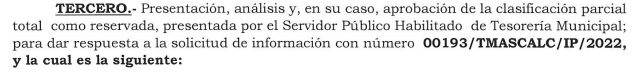 TERCERO.- Presentación, análisis y, en su caso, aprobación de la clasificación parcial
total como reservada, presentada por el Servidor Público Habilitado de Tesorería Municipal;
para dar respuesta a la solicitud de información con número 00193/TMASCALC/IP/2022,
y la cual es la siguiente: